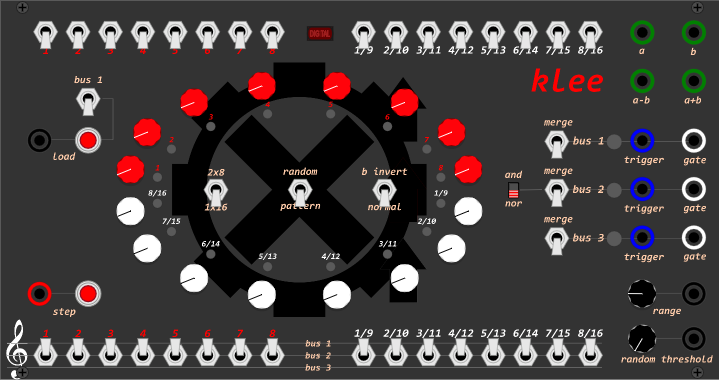 1 2 3 4 5 6 7 8 DIGITAL 1/9 2/10 3/11 4/12 5/13 6/14 7/15 8/16 a b
klee a-b a+b
bus 1
load
merge bus 1 trigger gate
and nor merge bus 2 trigger gate
merge bus 3 trigger gate
1 2 3 4 5 6 7 8
1/9 2/10 3/11 4/12 5/13 6/14 7/15 8/16
2x8 random b invert
1x16 pattern normal
step range
random threshold
1 2 3 4 5 6 7 8 bus 1 1/9 2/10 3/11 4/12 5/13 6/14 7/15 8/16
bus 2
bus 3